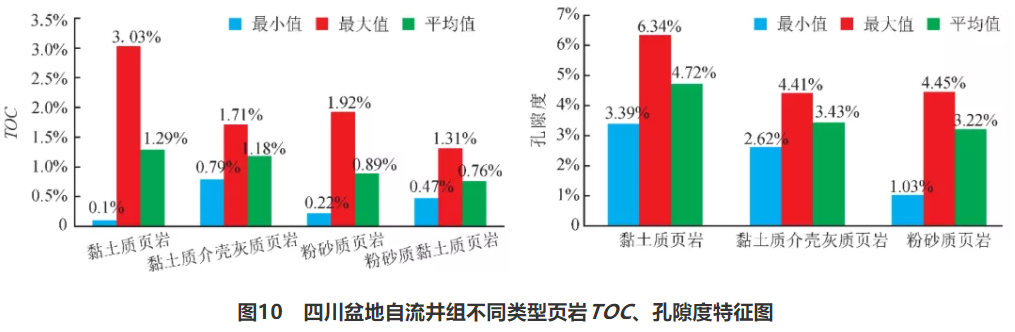 3.5%
3.0%
2.5%
2.0%
1.5%
1.0%
0.5%
0
TOC
最小值 最大值 平均值
0.1% 3.03% 1.29%
0.79% 1.71% 1.18%
0.22% 1.92% 0.89%
0.47% 1.31% 0.76%
黏土质页岩 黏土质介壳灰质页岩 粉砂质页岩 粉砂质黏土质页岩
7%
6%
5%
4%
3%
2%
1%
0
孔隙度
最小值 最大值 平均值
3.39% 6.34% 4.72%
2.62% 4.41% 3.43%
1.03% 4.45% 3.22%
黏土质页岩 黏土质介壳灰质页岩 粉砂质页岩
图10 四川盆地自流井组不同类型页岩TOC、孔隙度特征图